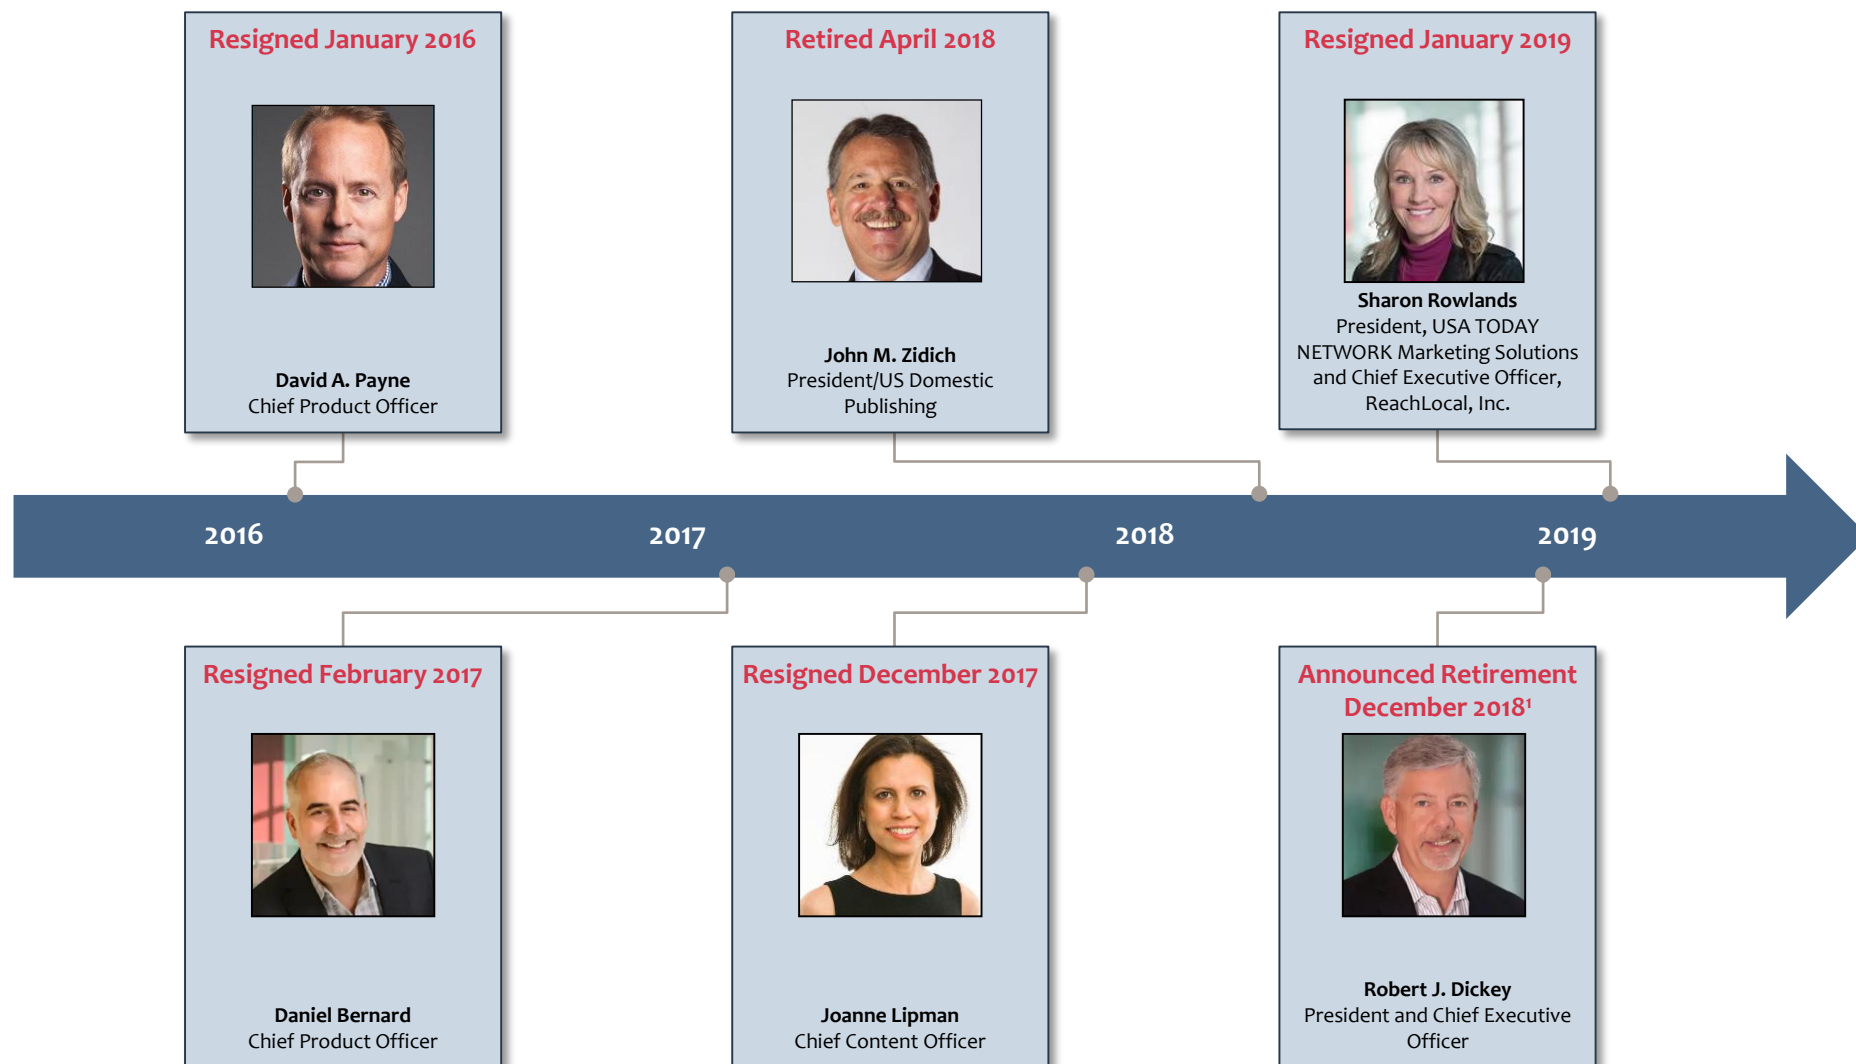 Resigned January 2016
David A. Payne
Chief Product Officer
Retired April 2018
John M. Zidich
President/US Domestic
Publishing
Resigned January 2019
Sharon Rowlands
President, USA TODAY
NETWORK Marketing Solutions
and Chief Executive Officer,
ReachLocal, Inc.
2016
2017
2018
2019
Resigned February 2017
Daniel Bernard
Chief Product Officer
Resigned December 2017
Joanne Lipman
Chief Content Officer
Announced Retirement
December 2018¹
Robert J. Dickey
President and Chief Executive
Officer